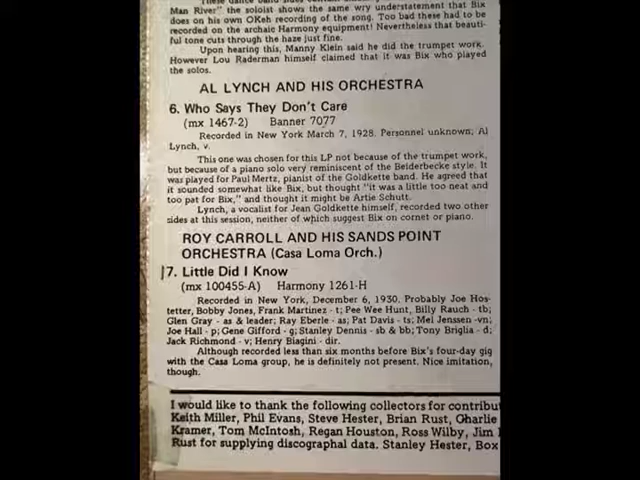 These dance band sides contain
Man River" the soloist shows the same wry understatement that Bix
does on his own OKeh recording of the song. Too bad these had to be
recorded on the archaic Harmony equipment! Nevertheless that beauti-
ful tone cuts through the haze just fine.
Upon hearing this, Manny Klein said he did the trumpet work.
However Lou Raderman himself claimed that it was Bix who played
the solos.
AL LYNCH AND HIS ORCHESTRA
6. Who Says They Don't Care
(mx 1467-2) Banner 7077
Recorded in New York March 7, 1928. Personnel unknown; Al
Lynch, v.
This one was chosen for this LP not because of the trumpet work,
but because of a piano solo very reminiscent of the Beiderbecke style. It
was played for Paul Mertz, pianist of the Goldkette band. He agreed that
it sounded somewhat like Bix, but thought "it was a little too neat and
too pat for Bix," and thought it might be Artie Schutt.
Lynch, a vocalist for Jean Goldkette himself, recorded two other
sides at this session, neither of which suggest Bix on cornet or piano.
ROY CARROLL AND HIS SANDS POINT
ORCHESTRA (Casa Loma Orch.)
7. Little Did I Know
(mx 100455-A) Harmony 1261-H
Recorded in New York, December 6, 1930. Probably Joe Hos-
tetter, Bobby Jones, Frank Martinez - t; Pee Wee Hunt, Billy Rauch - tb;
Glen Gray - as & leader; Ray Eberle - as; Pat Davis - ts; Mel Jenssen -vn;
Joe Hall - p; Gene Gifford - g; Stanley Dennis - sb & bb; Tony Briglia - d;
Jack Richmond - v; Henry Biagini - dir.
Although recorded less than six months before Bix's four-day gig
with the Casa Loma group, he is definitely not present. Nice imitation,
though.
I would like to thank the following collectors for contribu
Keith Miller, Phil Evans, Steve Hester, Brian Rust, Charlie
Kramer, Tom McIntosh, Regan Houston, Ross Wilby, Jim
Rust for supplying discographal data. Stanley Hester, Box